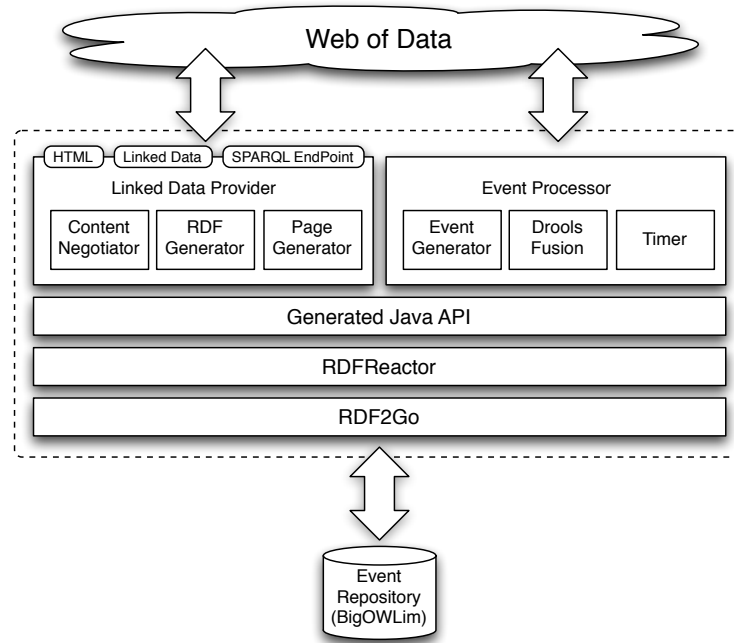 Web of Data
HTML
Linked Data
SPARQL EndPoint
Linked Data Provider
Content
Negotiator
RDF
Generator
Page
Generator
Event Processor
Event
Generator
Drools
Fusion
Timer
Generated Java API
RDFReactor
RDF2Go
Event
Repository
(BigOWLim)